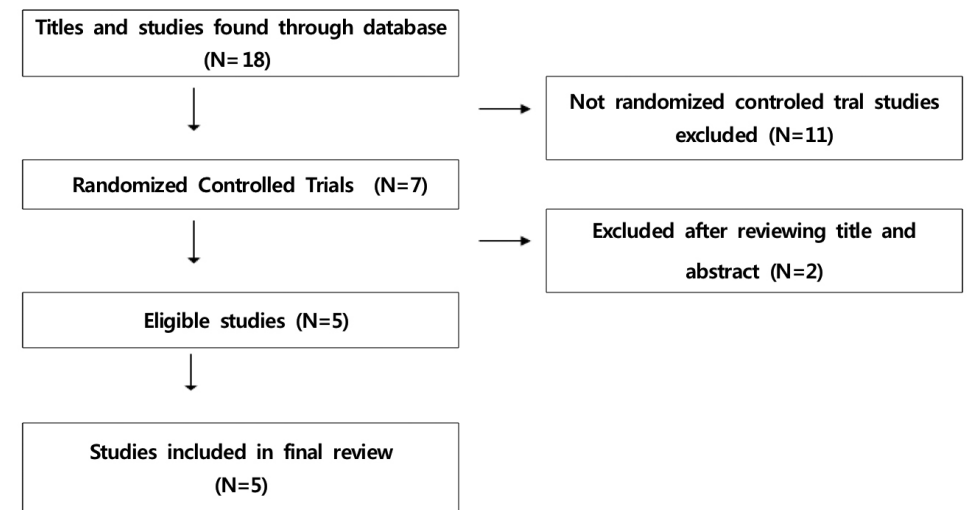 Titles and studies found through database
(N=18)
Not randomized controled tral studies
excluded (N=11)
Randomized Controlled Trials (N=7)
Excluded after reviewing title and
abstract (N=2)
Eligible studies (N=5)
Studies included in final review
(N=5)